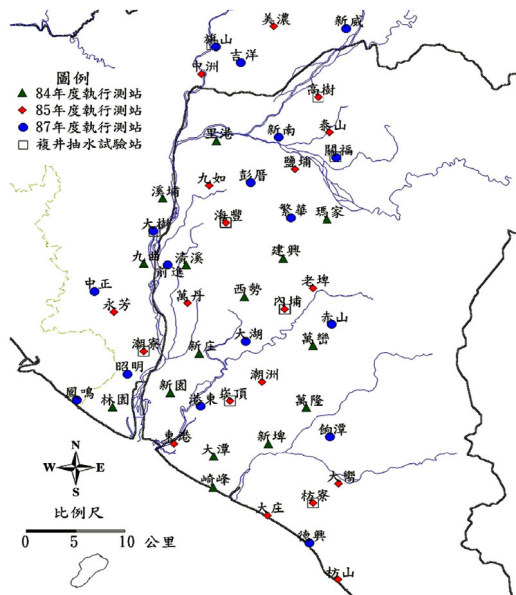 美濃
新威
旗山
吉洋
中洲
圖例
84年度執行測站
85年度執行測站
87年度執行測站
複井抽水試驗站
高樹
泰山
新南
里港
關福
鹽埔
彭厝
九如
溪埔
繁華
瑪家
海豐
大樹
建興
九曲
清溪
前進
老埤
中正
西勢
萬丹
內埔
永芳
赤山
大湖
萬巒
潮寮
新庄
昭明
潮洲
鳳鳴
林園
新園
港東
崁頂
萬隆
東港
新埤
餉潭
大潭
N
W
E
S
崎峰
大嚮
枋寮
大庄
比例尺
0
5
10 公里
德興
枋山